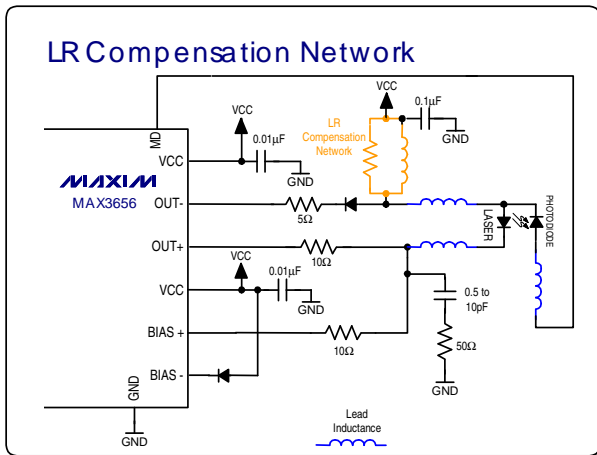 LR Compensation Network
MD
VCC
0.01µF
GND
VCC
0.1µF
GND
LR
Compensation
Network
VCC
MAXIM
MAX3656
OUT-
5Ω
LASER
PHOTODIODE
OUT+
10Ω
VCC
VCC
0.01µF
GND
0.5 to
10pF
BIAS +
10Ω
50Ω
BIAS -
GND
GND
GND
Lead
Inductance